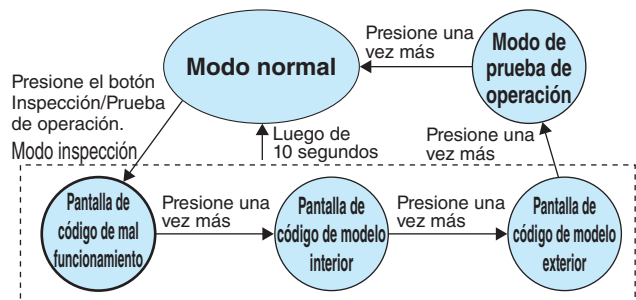 Modo normal
Presione una
vez más
Modo de
prueba de
operación
Presione el botón
Inspección/Prueba
de operación.
Modo inspección
Luego de
10 segundos
Presione una
vez más
Pantalla de
código de mal
funcionamiento
Presione una
vez más
Pantalla de
código de modelo
interior
Presione una
vez más
Pantalla de
código de modelo
exterior